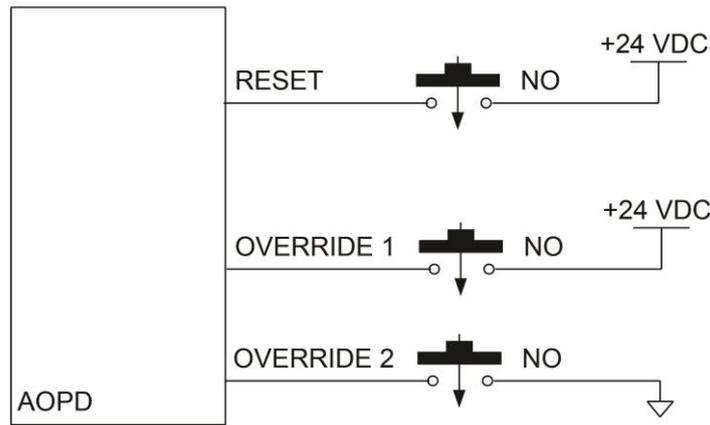 +24 VDC
RESET NO
+24 VDC
OVERRIDE 1 NO
OVERRIDE 2 NO
AOPD